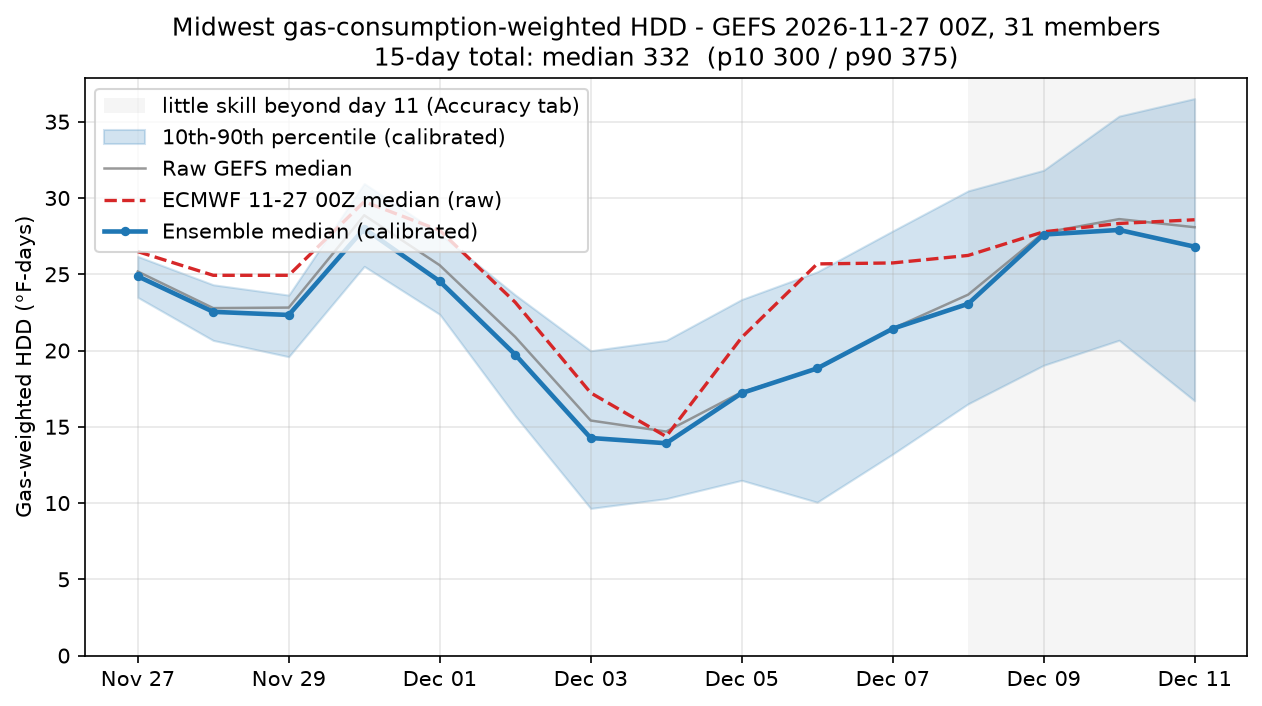 Midwest gas-consumption-weighted HDD - GEFS 2026-11-27 00Z, 31 members
15-day total: median 332  (p10 300 / p90 375)
little skill beyond day 11 (Accuracy tab)
10th-90th percentile (calibrated)
Raw GEFS median
ECMWF 11-27 00Z median (raw)
Ensemble median (calibrated)
Gas-weighted HDD (°F-days)
35
30
25
20
15
10
5
0
Nov 27 Nov 29 Dec 01 Dec 03 Dec 05 Dec 07 Dec 09 Dec 11